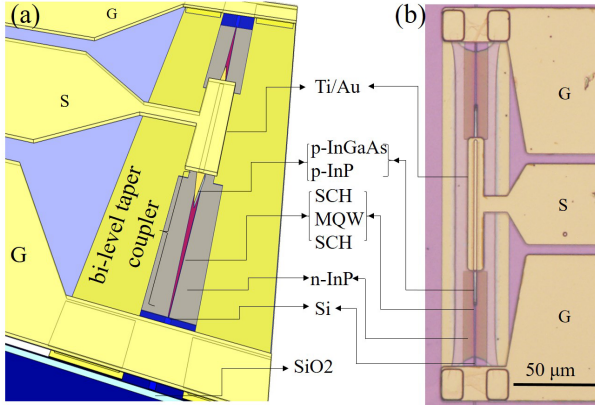 (a)
G
S
G
bi-level taper
coupler
Ti/Au
p-InGaAs
p-InP
SCH
MQW
SCH
n-InP
Si
SiO2
(b)
G
S
G
50 μm